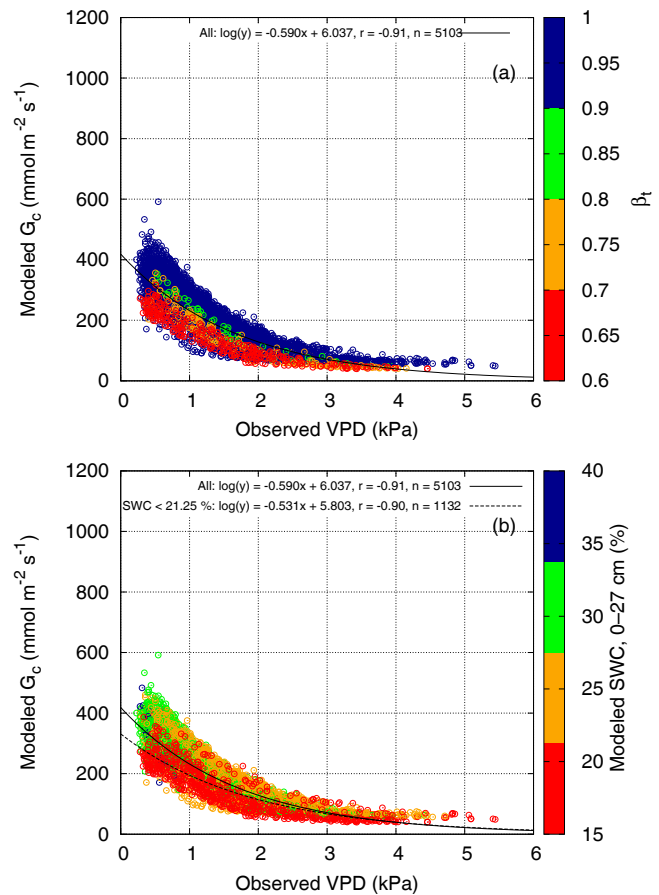 All: log(y) = -0.590x + 6.037, r = -0.91, n = 5103
(a)
1200
1000
800
600
400
200
0
Modeled Gc (mmol m−2 s−1)
0 1 2 3 4 5 6
Observed VPD (kPa)
1
0.95
0.9
0.8
0.75
0.7
0.65
0.6
βt
All: log(y) = -0.590x + 6.037, r = -0.91, n = 5103
SWC < 21.25 %: log(y) = -0.531x + 5.803, r = -0.90, n = 1132
(b)
1200
1000
800
600
400
200
0
Modeled Gc (mmol m−2 s−1)
0 1 2 3 4 5 6
Observed VPD (kPa)
40
35
30
25
20
15
Modeled SWC, 0–27 cm (%)